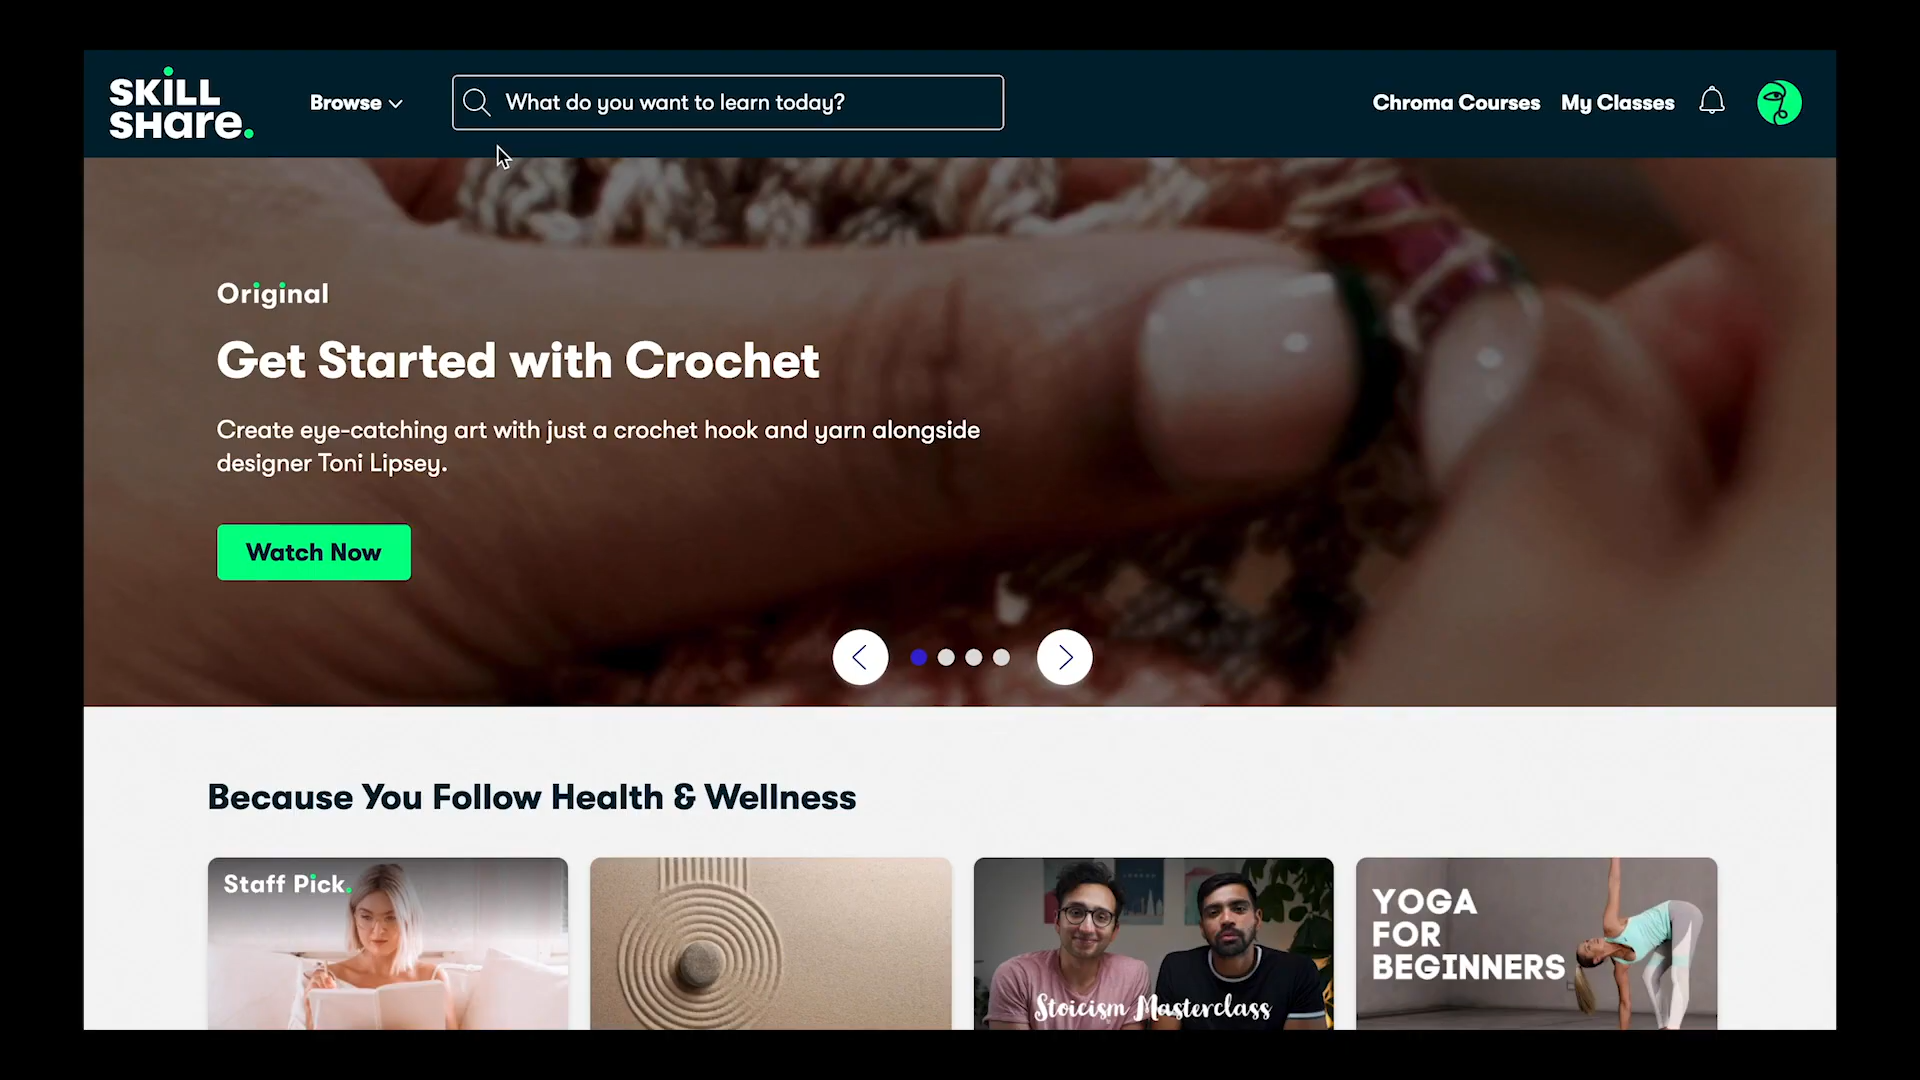 SKILL
SHare.
Browse
What do you want to learn today?
Chroma Courses
My Classes
Original
Get Started with Crochet
Create eye-catching art with just a crochet hook and yarn alongside
designer Toni Lipsey.
Watch Now
Because You Follow Health & Wellness
Staff Pick.
Stoicism Masterclass
YOGA
FOR
BEGINNERS